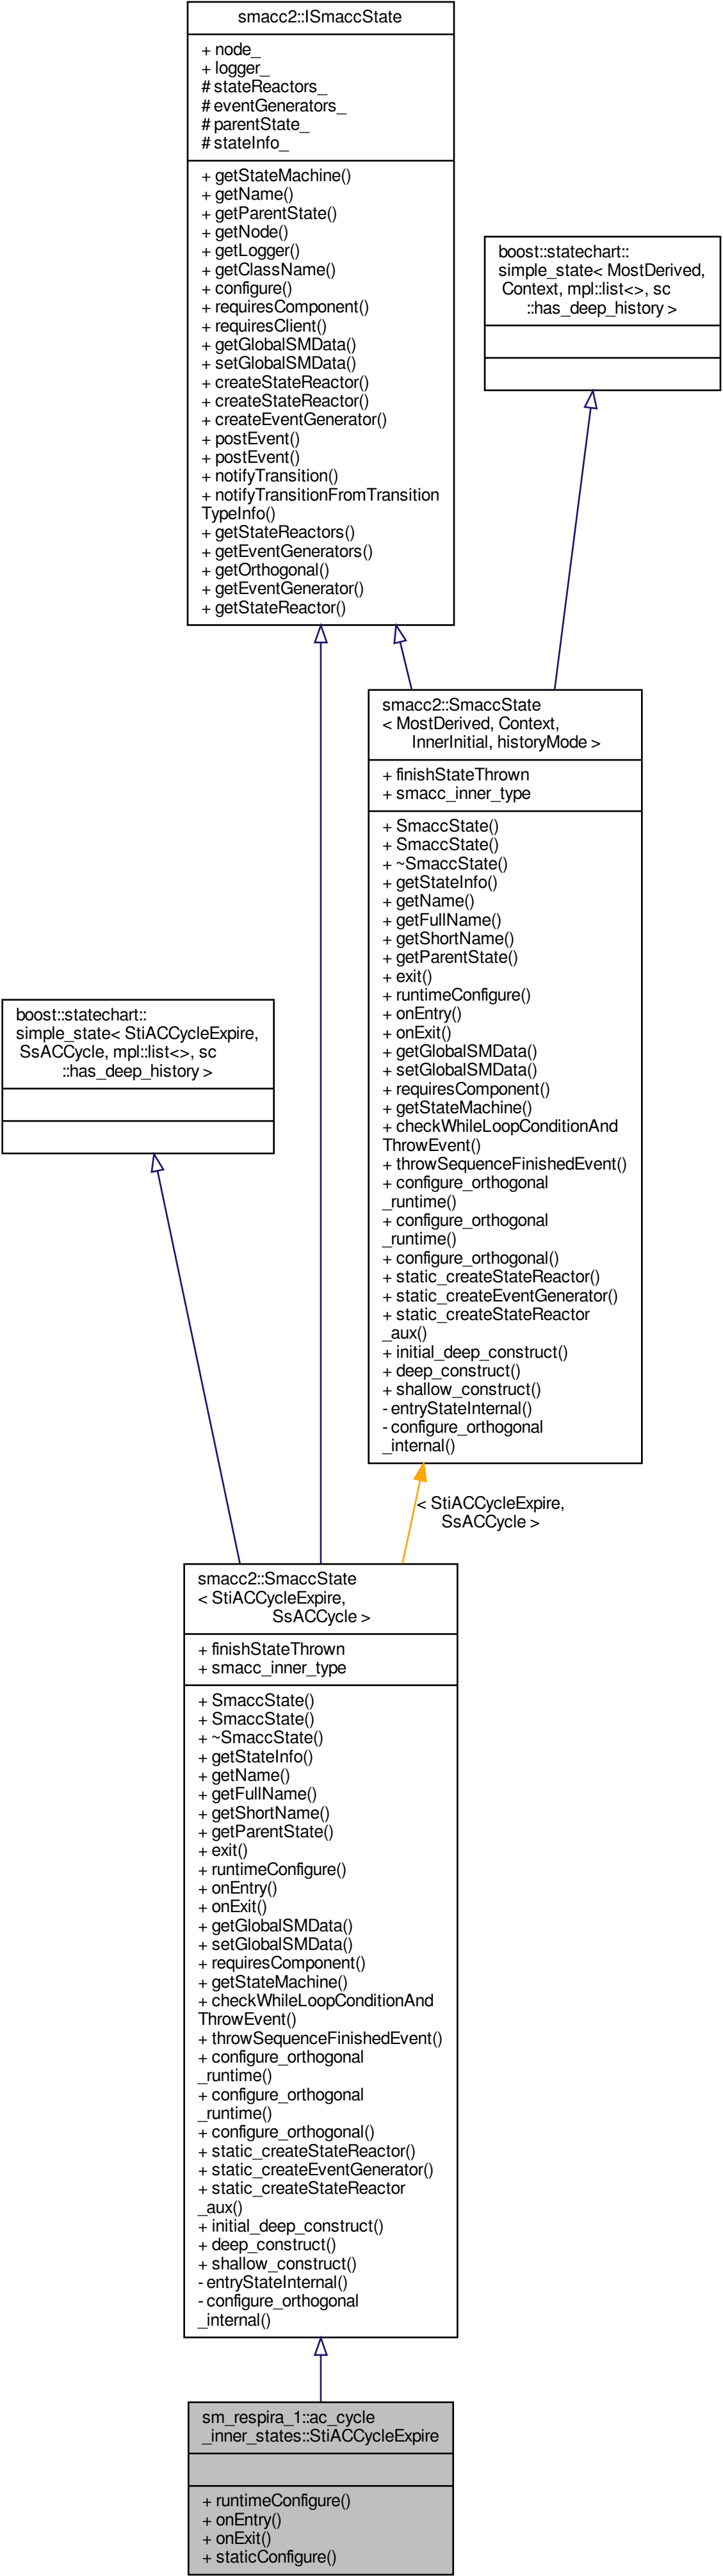 smacc2::ISmaccState
+ node_
+ logger_
# stateReactors_
# eventGenerators_
# parentState_
# stateInfo_
+ getStateMachine()
+ getName()
+ getParentState()
+ getNode()
+ getLogger()
+ getClassName()
+ configure()
+ requiresComponent()
+ requiresClient()
+ getGlobalSMData()
+ setGlobalSMData()
+ createStateReactor()
+ createStateReactor()
+ createEventGenerator()
+ postEvent()
+ postEvent()
+ notifyTransition()
+ notifyTransitionFromTransition
TypeInfo()
+ getStateReactors()
+ getEventGenerators()
+ getOrthogonal()
+ getEventGenerator()
+ getStateReactor()
boost::statechart::
simple_state< MostDerived,
Context, mpl::list<>, sc
::has_deep_history >
smacc2::SmaccState
< MostDerived, Context,
InnerInitial, historyMode >
+ finishStateThrown
+ smacc_inner_type
+ SmaccState()
+ SmaccState()
+ ~SmaccState()
+ getStateInfo()
+ getName()
+ getFullName()
+ getShortName()
+ getParentState()
+ exit()
+ runtimeConfigure()
+ onEntry()
+ onExit()
+ getGlobalSMData()
+ setGlobalSMData()
+ requiresComponent()
+ getStateMachine()
+ checkWhileLoopConditionAnd
ThrowEvent()
+ throwSequenceFinishedEvent()
+ configure_orthogonal
_runtime()
+ configure_orthogonal
_runtime()
+ configure_orthogonal()
+ static_createStateReactor()
+ static_createEventGenerator()
+ static_createStateReactor
_aux()
+ initial_deep_construct()
+ deep_construct()
+ shallow_construct()
- entryStateInternal()
- configure_orthogonal
_internal()
boost::statechart::
simple_state< StiACCycleExpire,
SsACCycle, mpl::list<>, sc
::has_deep_history >
< StiACCycleExpire,
SsACCycle >
smacc2::SmaccState
< StiACCycleExpire,
SsACCycle >
+ finishStateThrown
+ smacc_inner_type
+ SmaccState()
+ SmaccState()
+ ~SmaccState()
+ getStateInfo()
+ getName()
+ getFullName()
+ getShortName()
+ getParentState()
+ exit()
+ runtimeConfigure()
+ onEntry()
+ onExit()
+ getGlobalSMData()
+ setGlobalSMData()
+ requiresComponent()
+ getStateMachine()
+ checkWhileLoopConditionAnd
ThrowEvent()
+ throwSequenceFinishedEvent()
+ configure_orthogonal
_runtime()
+ configure_orthogonal
_runtime()
+ configure_orthogonal()
+ static_createStateReactor()
+ static_createEventGenerator()
+ static_createStateReactor
_aux()
+ initial_deep_construct()
+ deep_construct()
+ shallow_construct()
- entryStateInternal()
- configure_orthogonal
_internal()
sm_respira_1::ac_cycle
_inner_states::StiACCycleExpire
+ runtimeConfigure()
+ onEntry()
+ onExit()
+ staticConfigure()